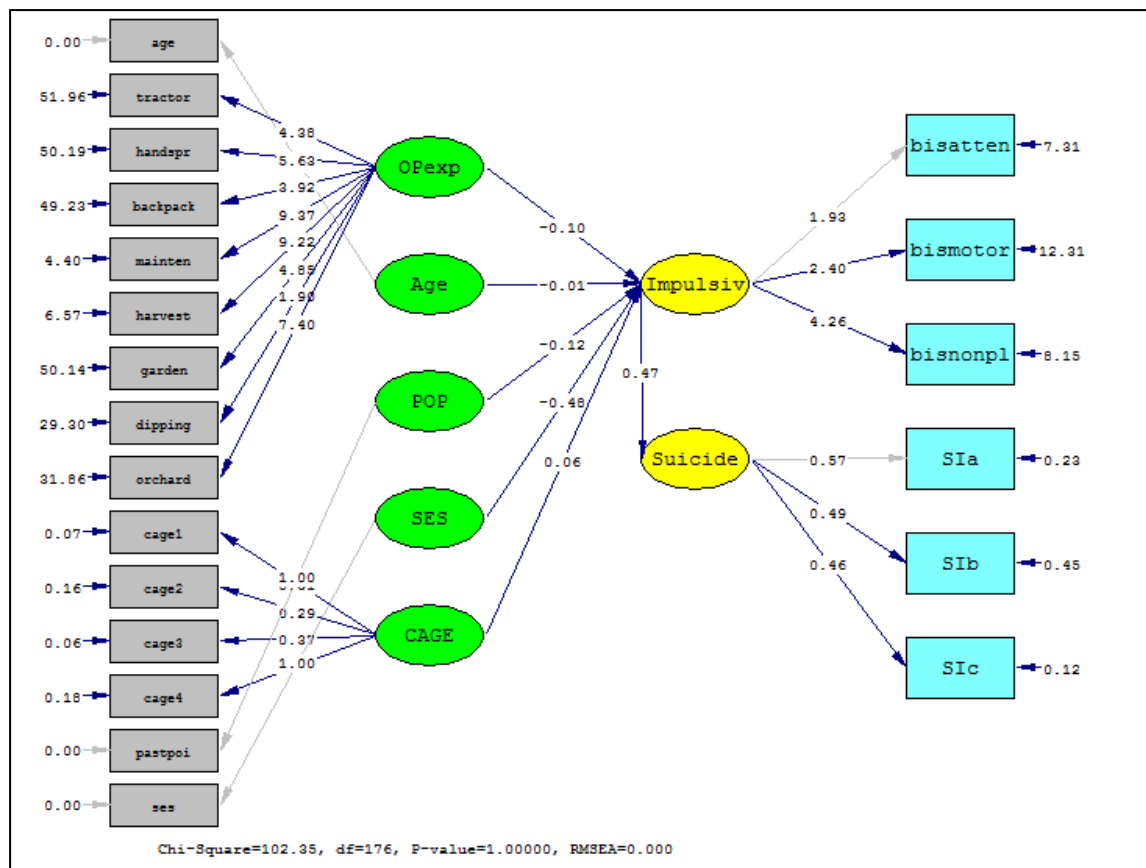 0.00 age
51.96 tractor
50.19 handspr
49.23 backpack
4.40 mainten
6.57 harvest
50.14 garden
29.30 dipping
31.86 orchard
0.07 cage1
0.16 cage2
0.06 cage3
0.18 cage4
0.00 pastpoi
0.00 ses
4.38
5.63
3.92
9.37
9.22
4.85
1.90
7.40
1.00
0.29
0.37
1.00
OPexp
Age
POP
SES
CAGE
-0.10
-0.01
-0.12
-0.48
0.06
Impulsiv
0.47
Suicide
1.93
2.40
4.26
0.57
0.49
0.46
bisatten 7.31
bismotor 12.31
bisnonpl 8.15
SIa 0.23
SIb 0.45
SIc 0.12
Chi-Square=102.35, df=176, P-value=1.00000, RMSEA=0.000